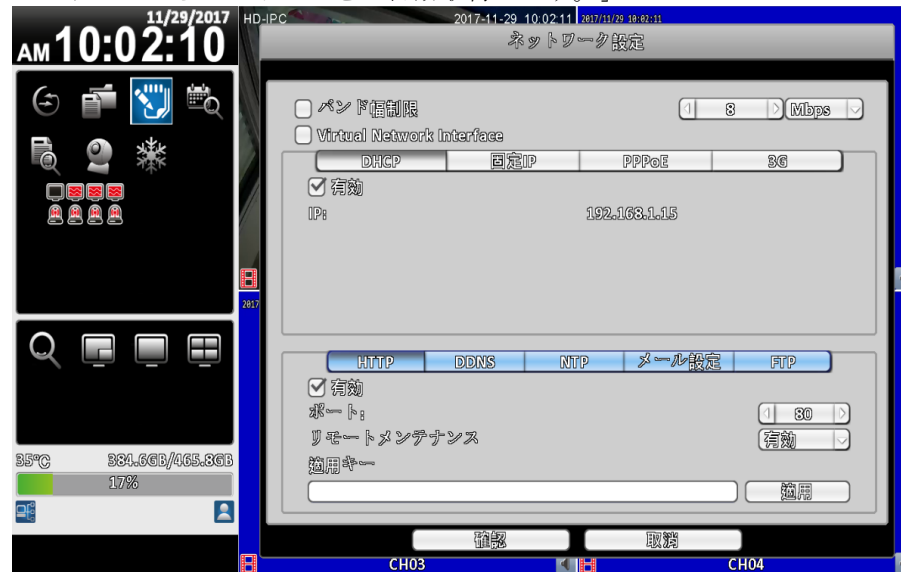 11/29/2017
AM 10:02:10
35°C 384.6GB/465.8GB
17%
HD-IPC 2017-11-29 10:02:11 2017/11/29 10:02:11
ネットワーク設定
バンド幅制限 8 Mbps
Virtual Network Interface
DHCP 固定IP PPPoE 3G
有効
IP: 192.168.1.15
2017
HTTP DDNS NTP メール設定 FTP
有効
ポート: 80
リモートメンテナンス 有効
適用キー
適用
確認 取消
CH03 CH04